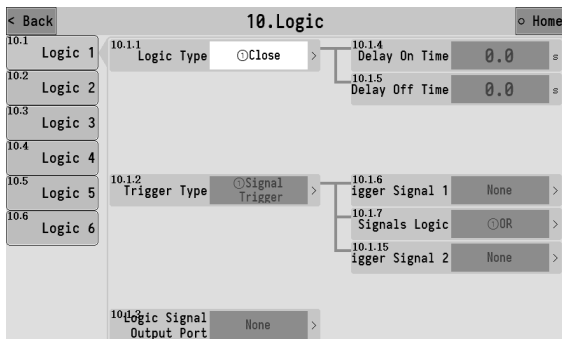 < Back
10.Logic
Home
10.1
Logic 1
10.2
Logic 2
10.3
Logic 3
10.4
Logic 4
10.5
Logic 5
10.6
Logic 6
10.1.1
Logic Type
①Close >
10.1.4
Delay On Time
0.0 s
10.1.5
Delay Off Time
0.0 s
10.1.2
Trigger Type
①Signal
Trigger >
10.1.6
igger Signal 1
None >
10.1.7
Signals Logic
①OR >
10.1.15
igger Signal 2
None >
10.1.3
Logic Signal
Output Port
None >